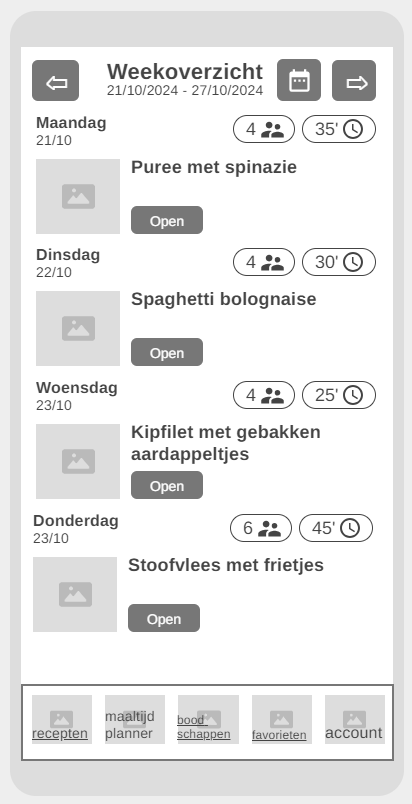 Weekoverzicht
21/10/2024 - 27/10/2024
Maandag
21/10
4
35'
Puree met spinazie
Open
Dinsdag
22/10
4
30'
Spaghetti bolognaise
Open
Woensdag
23/10
4
25'
Kipfilet met gebakken
aardappeltjes
Open
Donderdag
23/10
6
45'
Stoofvlees met frietjes
Open
recepten
maaltijd
planner
bood
schappen
favorieten
account